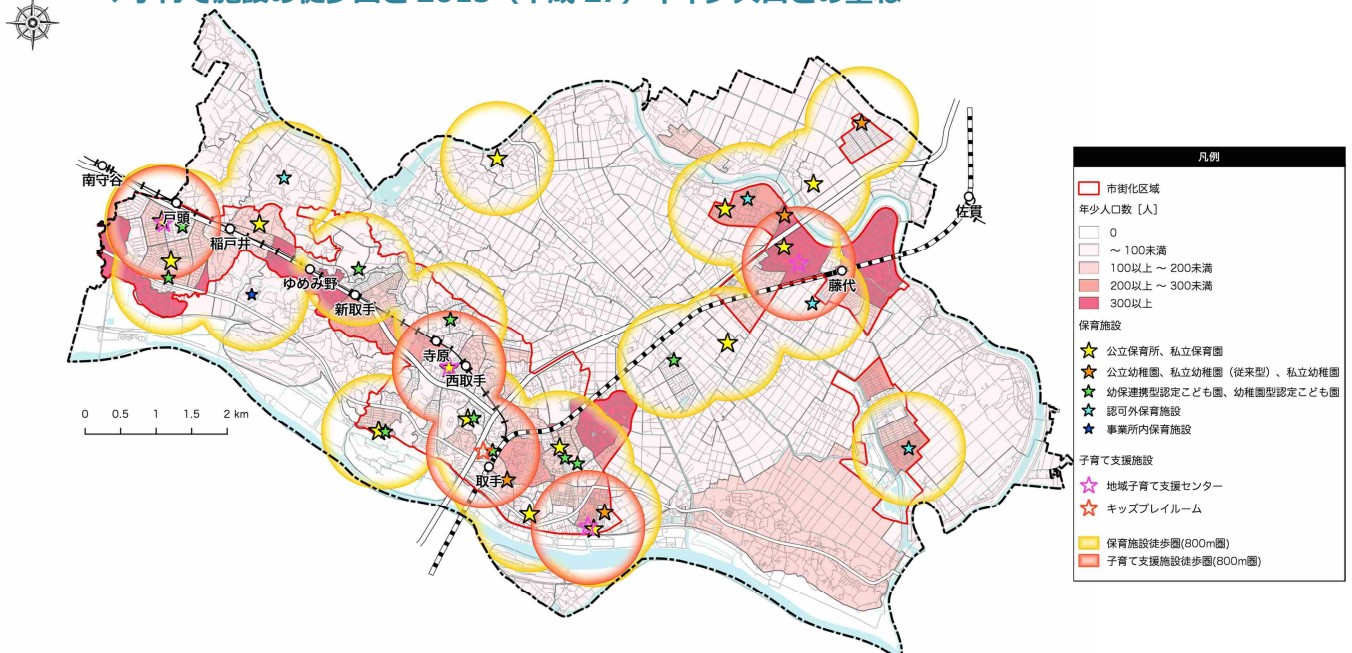 南守谷
戸頭
稲戸井
ゆめみ野
新取手
寺原
西取手
取手
藤代
佐貫
0 0.5 1 1.5 2 km
凡例
市街化区域
年少人口数［人］
0
～ 100未満
100以上 ～ 200未満
200以上 ～ 300未満
300以上
保育施設
公立保育所、私立保育園
公立幼稚園、私立幼稚園（従来型）、私立幼稚園
幼保連携型認定こども園、幼稚園型認定こども園
認可外保育施設
事業所内保育施設
子育て支援施設
地域子育て支援センター
キッズプレイルーム
保育施設徒歩圏(800m圏)
子育て支援施設徒歩圏(800m圏)